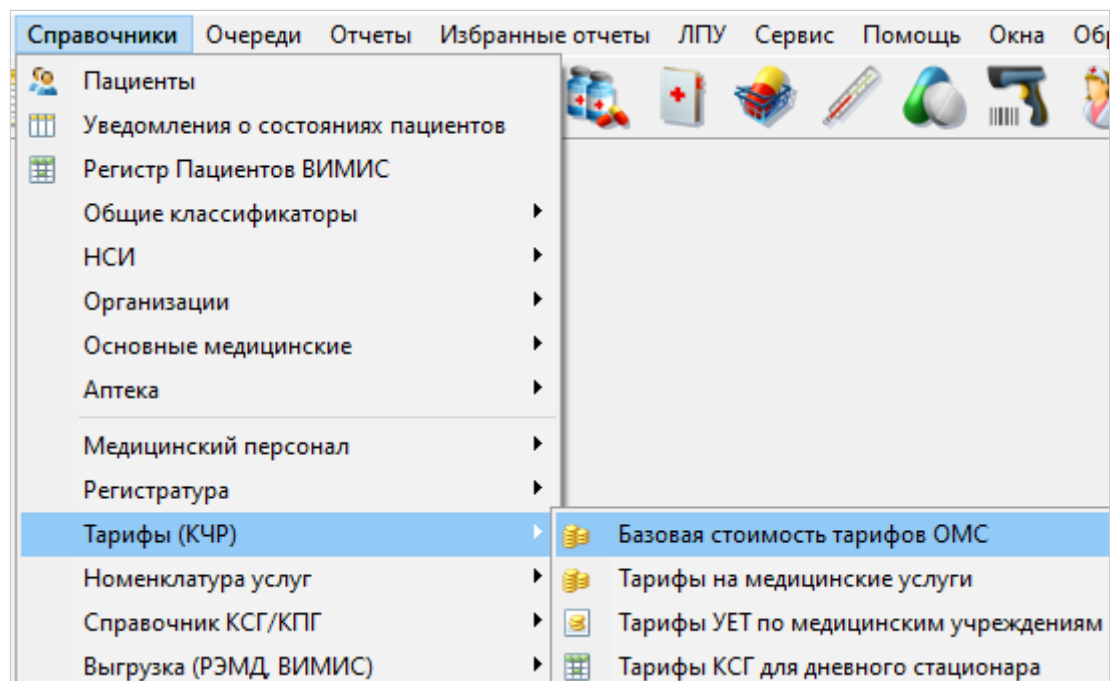 Справочники Очереди Отчеты Избранные отчеты ЛПУ Сервис Помощь Окна
Пациенты
Уведомления о состояниях пациентов
Регистр Пациентов ВИМИС
Общие классификаторы
НСИ
Организации
Основные медицинские
Аптека
Медицинский персонал
Регистратура
Тарифы (КЧР)
Базовая стоимость тарифов ОМС
Номенклатура услуг
Тарифы на медицинские услуги
Справочник КСГ/КПГ
Тарифы УЕТ по медицинским учреждениям
Выгрузка (РЭМД, ВИМИС)
Тарифы КСГ для дневного стационара